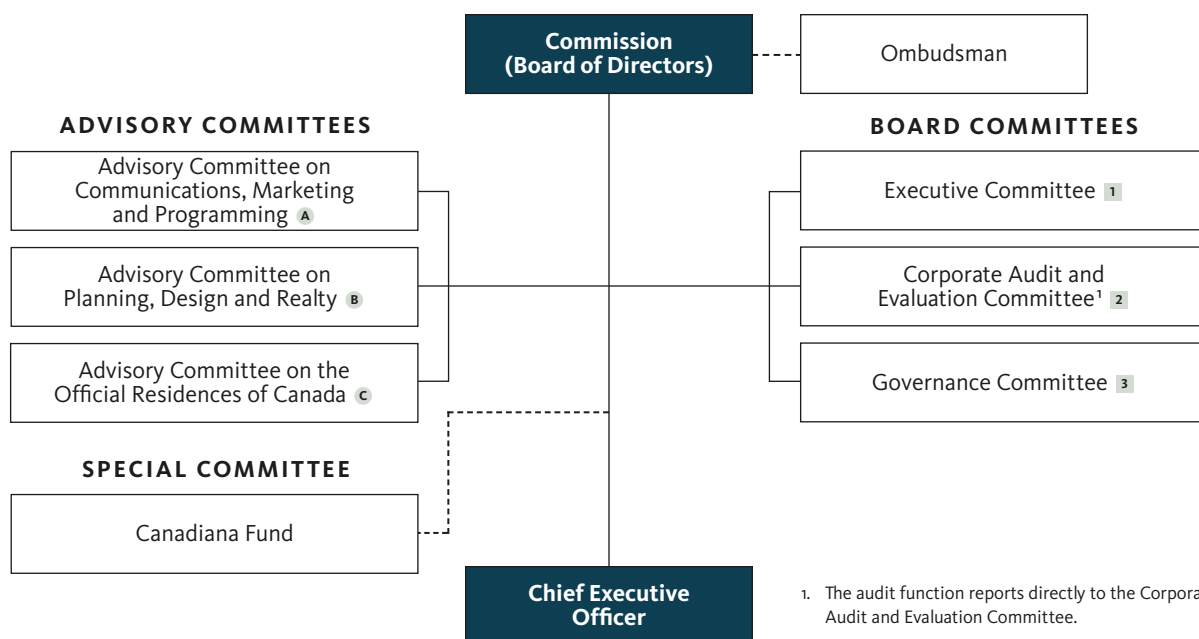 Commission
(Board of Directors)
Ombudsman
ADVISORY COMMITTEES
Advisory Committee on
Communications, Marketing
and Programming A
Advisory Committee on
Planning, Design and Realty B
Advisory Committee on the
Official Residences of Canada C
SPECIAL COMMITTEE
Canadiana Fund
BOARD COMMITTEES
Executive Committee 1
Corporate Audit and
Evaluation Committee¹ 2
Governance Committee 3
Chief Executive
Officer
1. The audit function reports directly to the Corpora
Audit and Evaluation Committee.